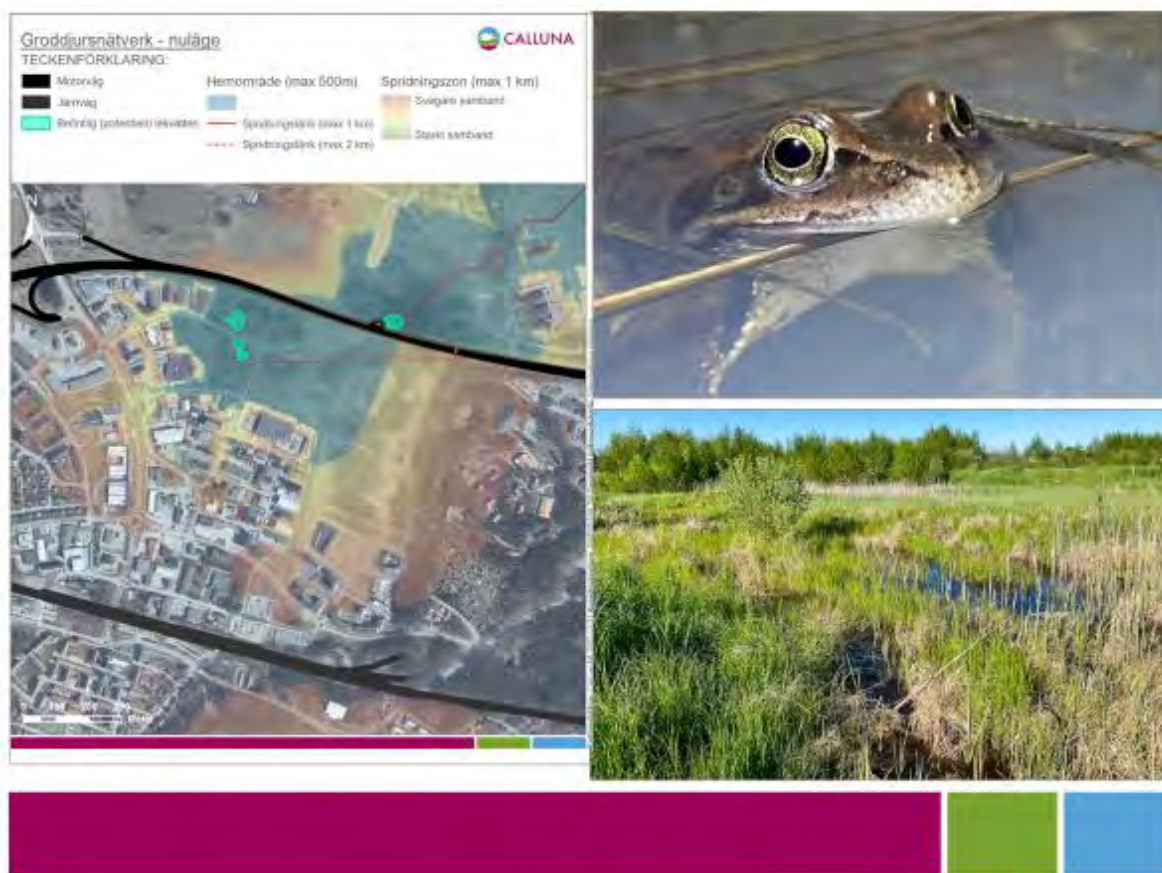 Groddjursnätverk - nuläge
CALLUNA
TECKENFÖRKLARING:
Motorväg
Järnväg
Befintlig (potentiell) lekvatten
Hemområde (max 500m)
Spridningslänk (max 1 km)
Spridningslänk (max 2 km)
Spridningszon (max 1 km)
Svagare samband
Starkt samband
N